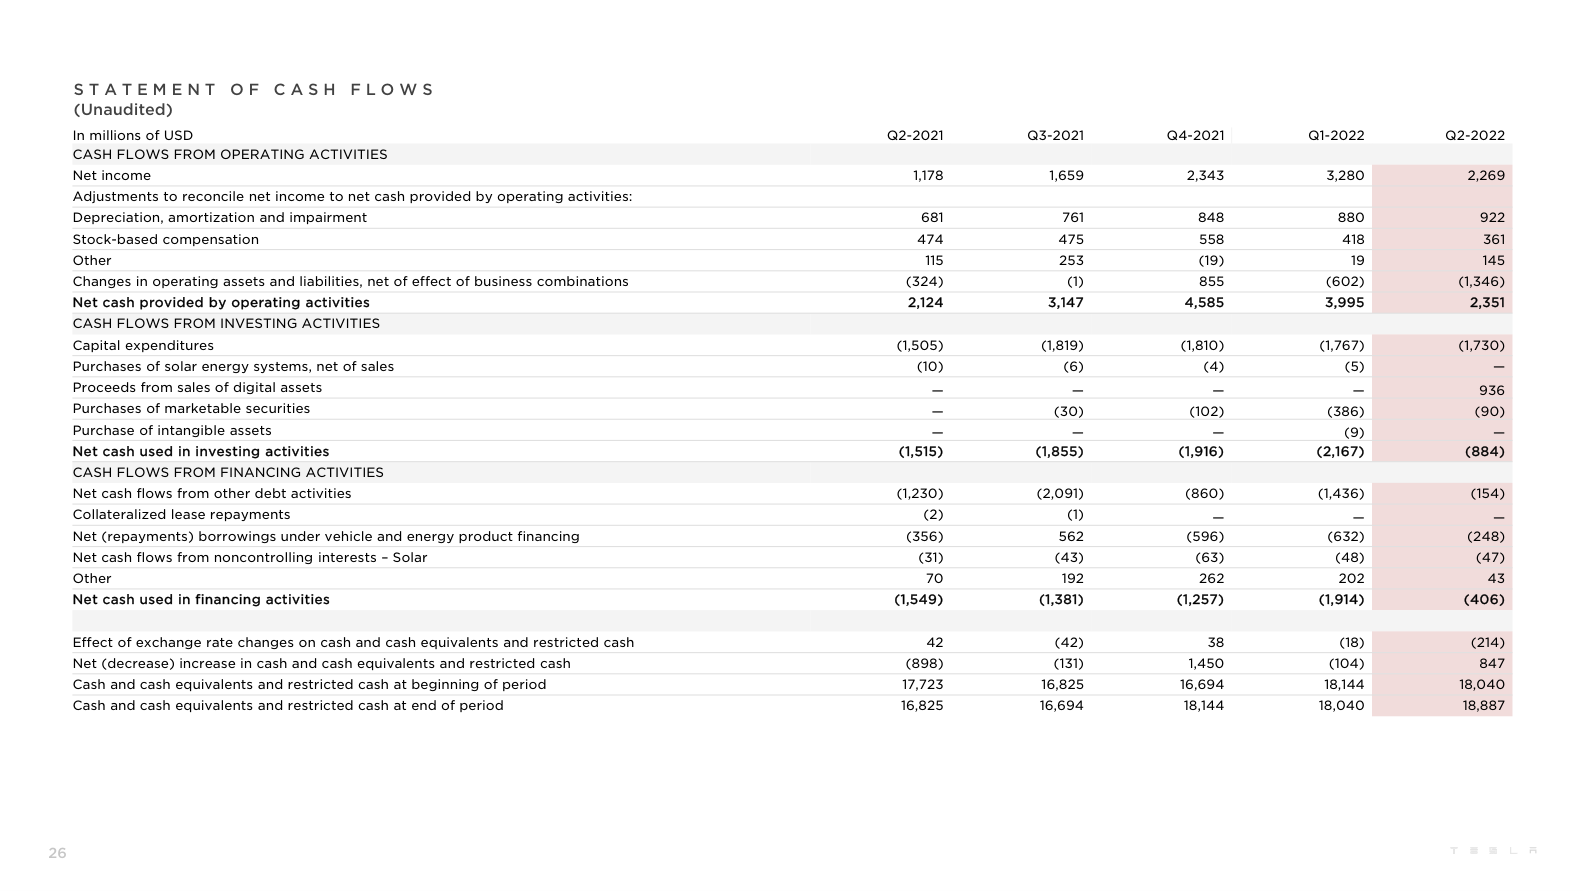 STATEMENT OF CASH FLOWS
(Unaudited)
In millions of USD Q2-2021 Q3-2021 Q4-2021 Q1-2022 Q2-2022
CASH FLOWS FROM OPERATING ACTIVITIES
Net income 1,178 1,659 2,343 3,280 2,269
Adjustments to reconcile net income to net cash provided by operating activities:
Depreciation, amortization and impairment 681 761 848 880 922
Stock-based compensation 474 475 558 418 361
Other 115 253 (19) 19 145
Changes in operating assets and liabilities, net of effect of business combinations (324) (1) 855 (602) (1,346)
Net cash provided by operating activities 2,124 3,147 4,585 3,995 2,351
CASH FLOWS FROM INVESTING ACTIVITIES
Capital expenditures (1,505) (1,819) (1,810) (1,767) (1,730)
Purchases of solar energy systems, net of sales (10) (6) (4) (5) —
Proceeds from sales of digital assets — — — — 936
Purchases of marketable securities — (30) (102) (386) (90)
Purchase of intangible assets — — — (9) —
Net cash used in investing activities (1,515) (1,855) (1,916) (2,167) (884)
CASH FLOWS FROM FINANCING ACTIVITIES
Net cash flows from other debt activities (1,230) (2,091) (860) (1,436) (154)
Collateralized lease repayments (2) (1) — — —
Net (repayments) borrowings under vehicle and energy product financing (356) 562 (596) (632) (248)
Net cash flows from noncontrolling interests – Solar (31) (43) (63) (48) (47)
Other 70 192 262 202 43
Net cash used in financing activities (1,549) (1,381) (1,257) (1,914) (406)
Effect of exchange rate changes on cash and cash equivalents and restricted cash 42 (42) 38 (18) (214)
Net (decrease) increase in cash and cash equivalents and restricted cash (898) (131) 1,450 (104) 847
Cash and cash equivalents and restricted cash at beginning of period 17,723 16,825 16,694 18,144 18,040
Cash and cash equivalents and restricted cash at end of period 16,825 16,694 18,144 18,040 18,887
26 TESLA